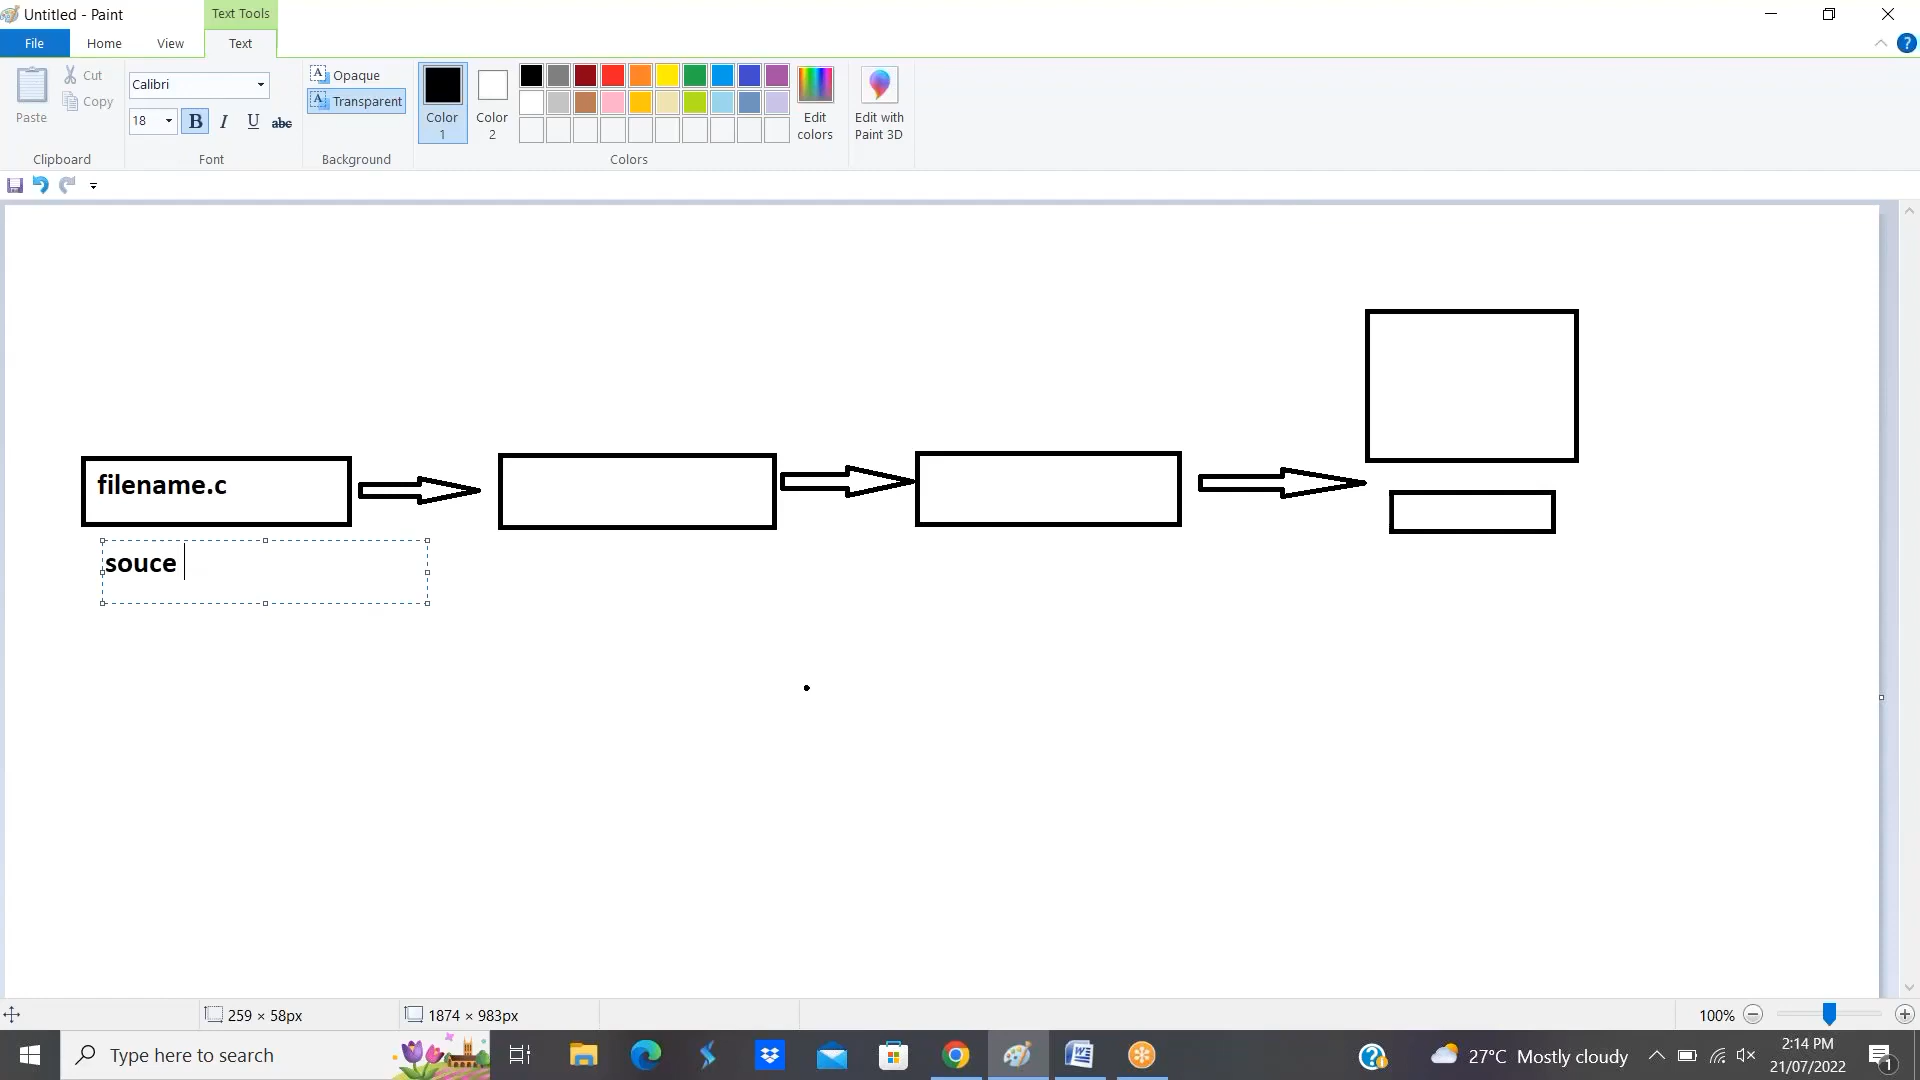 Untitled - Paint
Text Tools
File
Home
View
Text
Paste
Cut
Copy
Clipboard
Calibri
18
B I U abc
Font
Opaque
Transparent
Background
Color 1
Color 2
Edit colors
Colors
Edit with Paint 3D
filename.c
souce
259 × 58px
1874 × 983px
100%
Type here to search
27°C Mostly cloudy
2:14 PM
21/07/2022
1